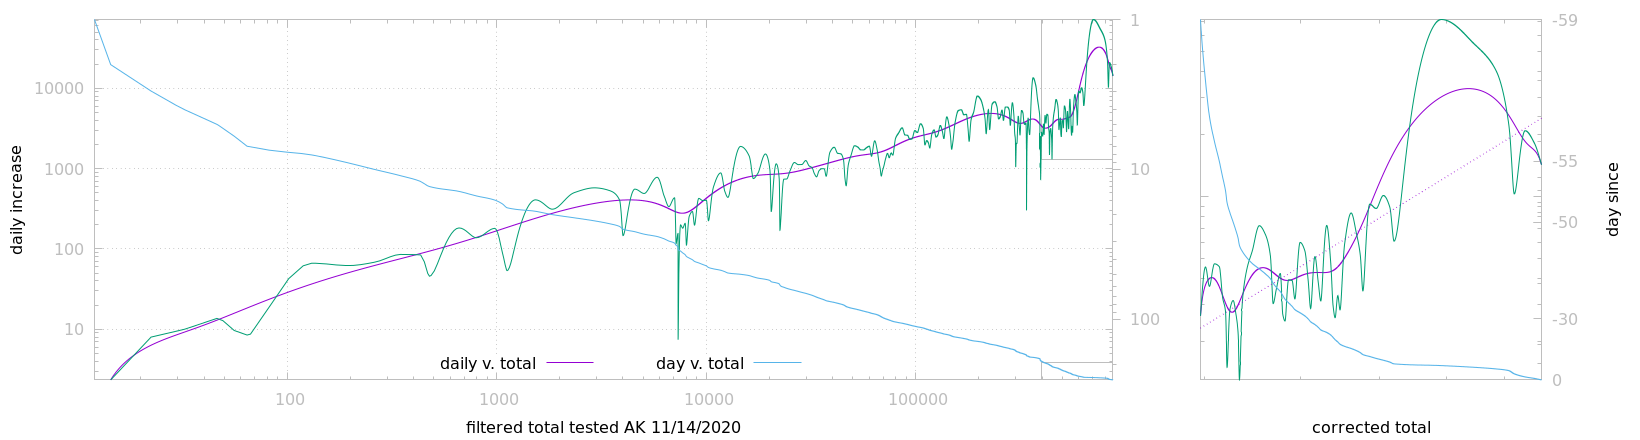 1
-59
10000
daily increase
1000
10
-55
day since
-50
100
100
-30
10
daily v. total
day v. total
0
100
1000
10000
100000
filtered total tested AK 11/14/2020
corrected total